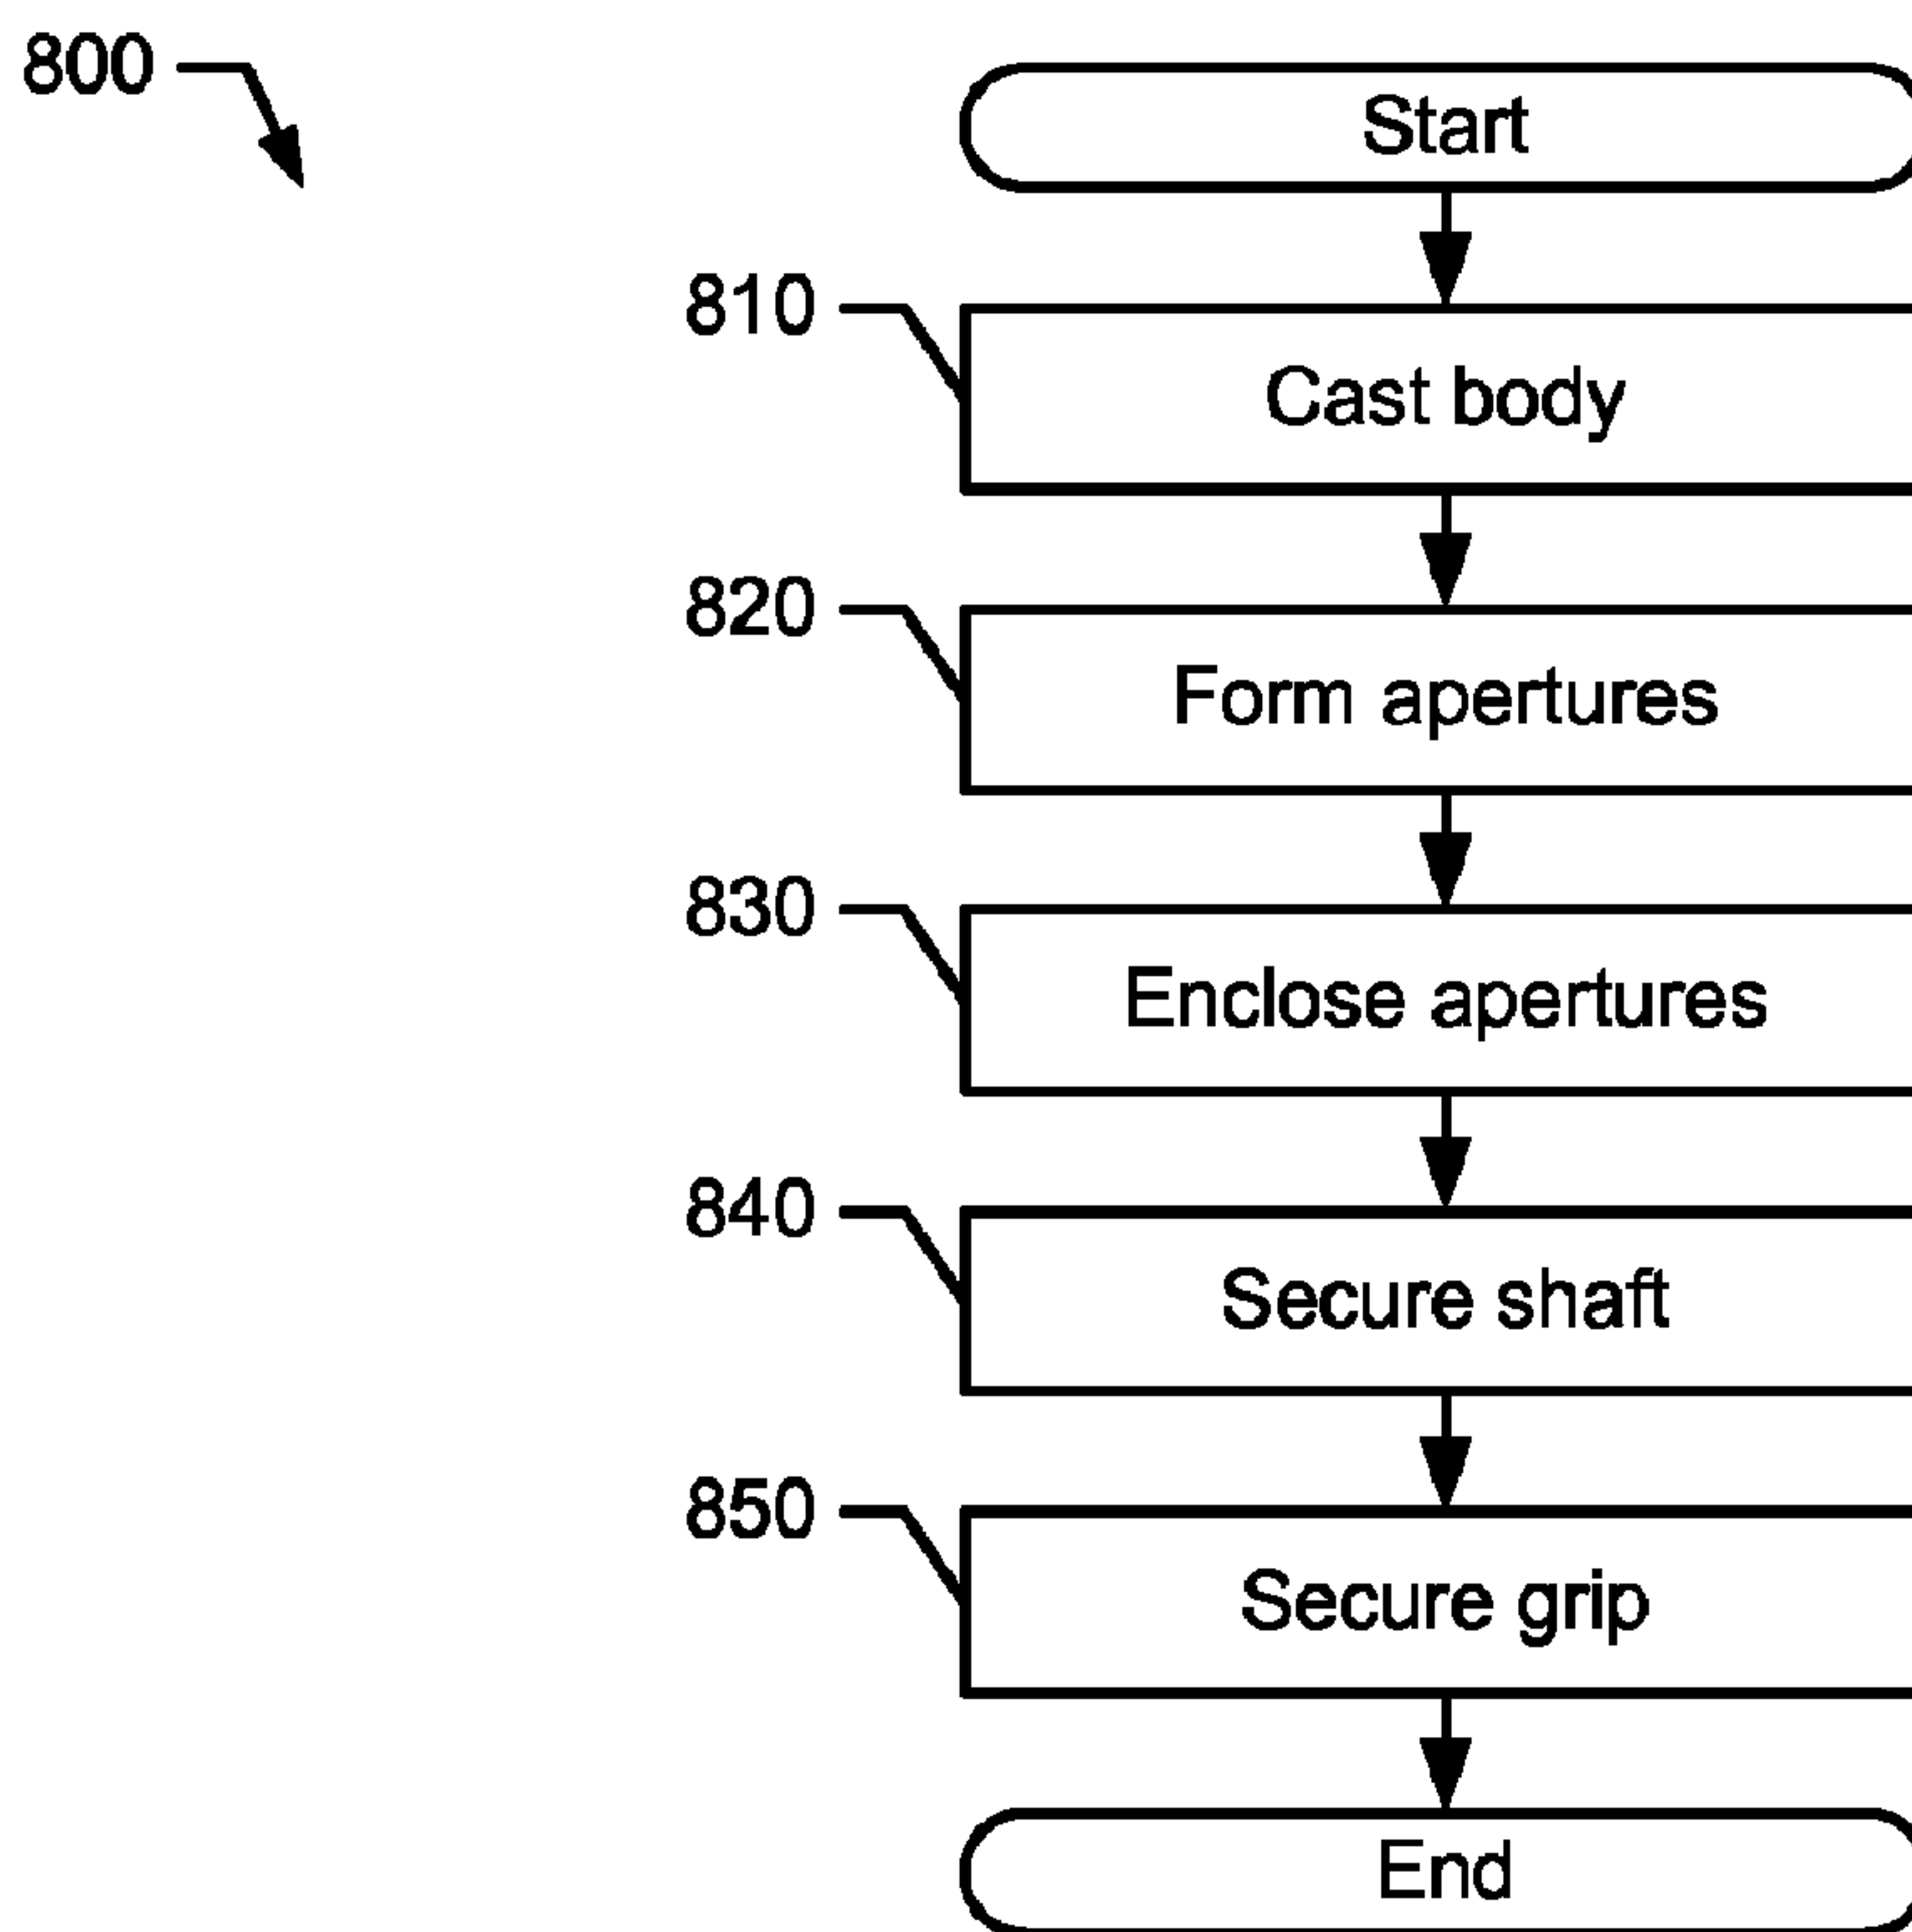 800
Start
810
Cast body
820
Form apertures
830
Enclose apertures
840
Secure shaft
850
Secure grip
End